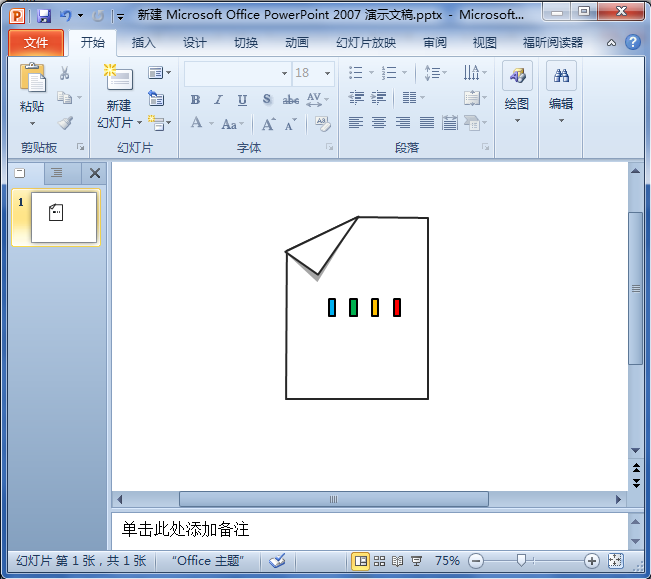 新建 Microsoft Office PowerPoint 2007 演示文稿.pptx - Microsoft...
文件 开始 插入 设计 切换 动画 幻灯片放映 审阅 视图 福昕阅读器
18
粘贴 新建 幻灯片 绘图 编辑
B I U S abc AV
A Aa A A
剪贴板 幻灯片 字体 段落
1
单击此处添加备注
幻灯片 第 1 张，共 1 张 “Office 主题” 75%